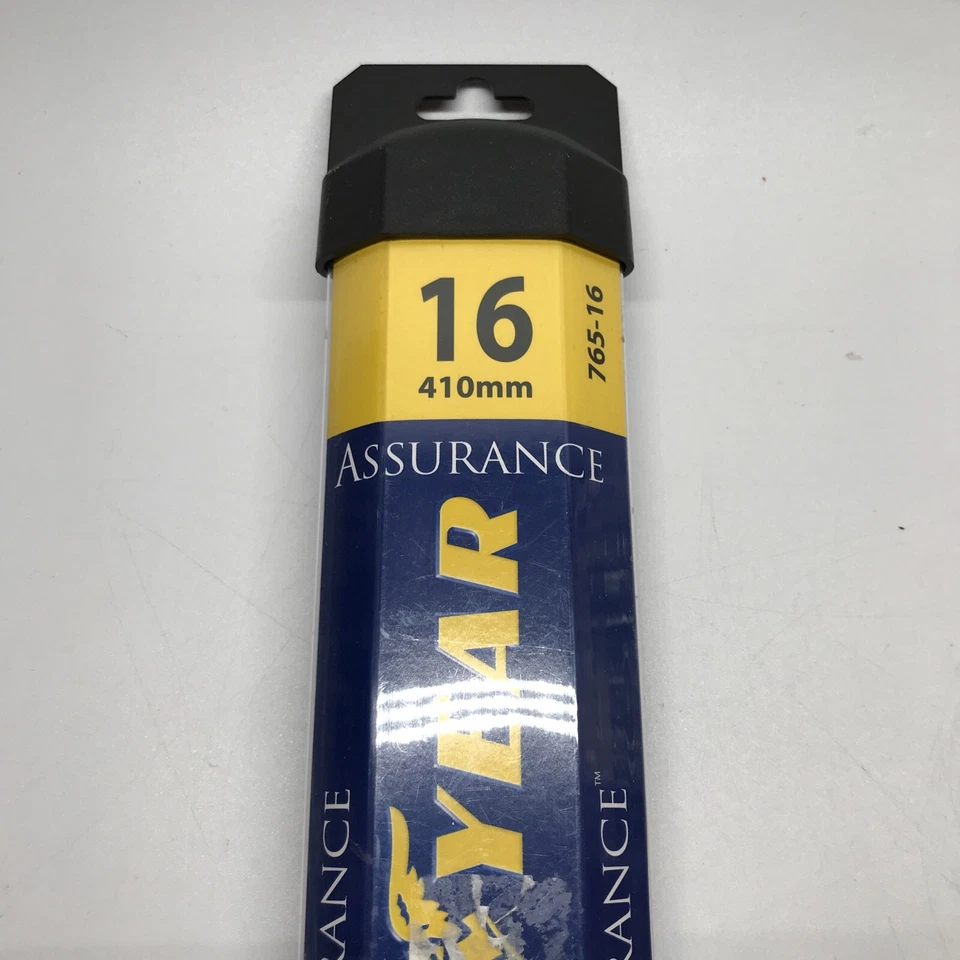 16
410mm
765-16
ASSURANCE
YEAR
RANCE
RANCE™